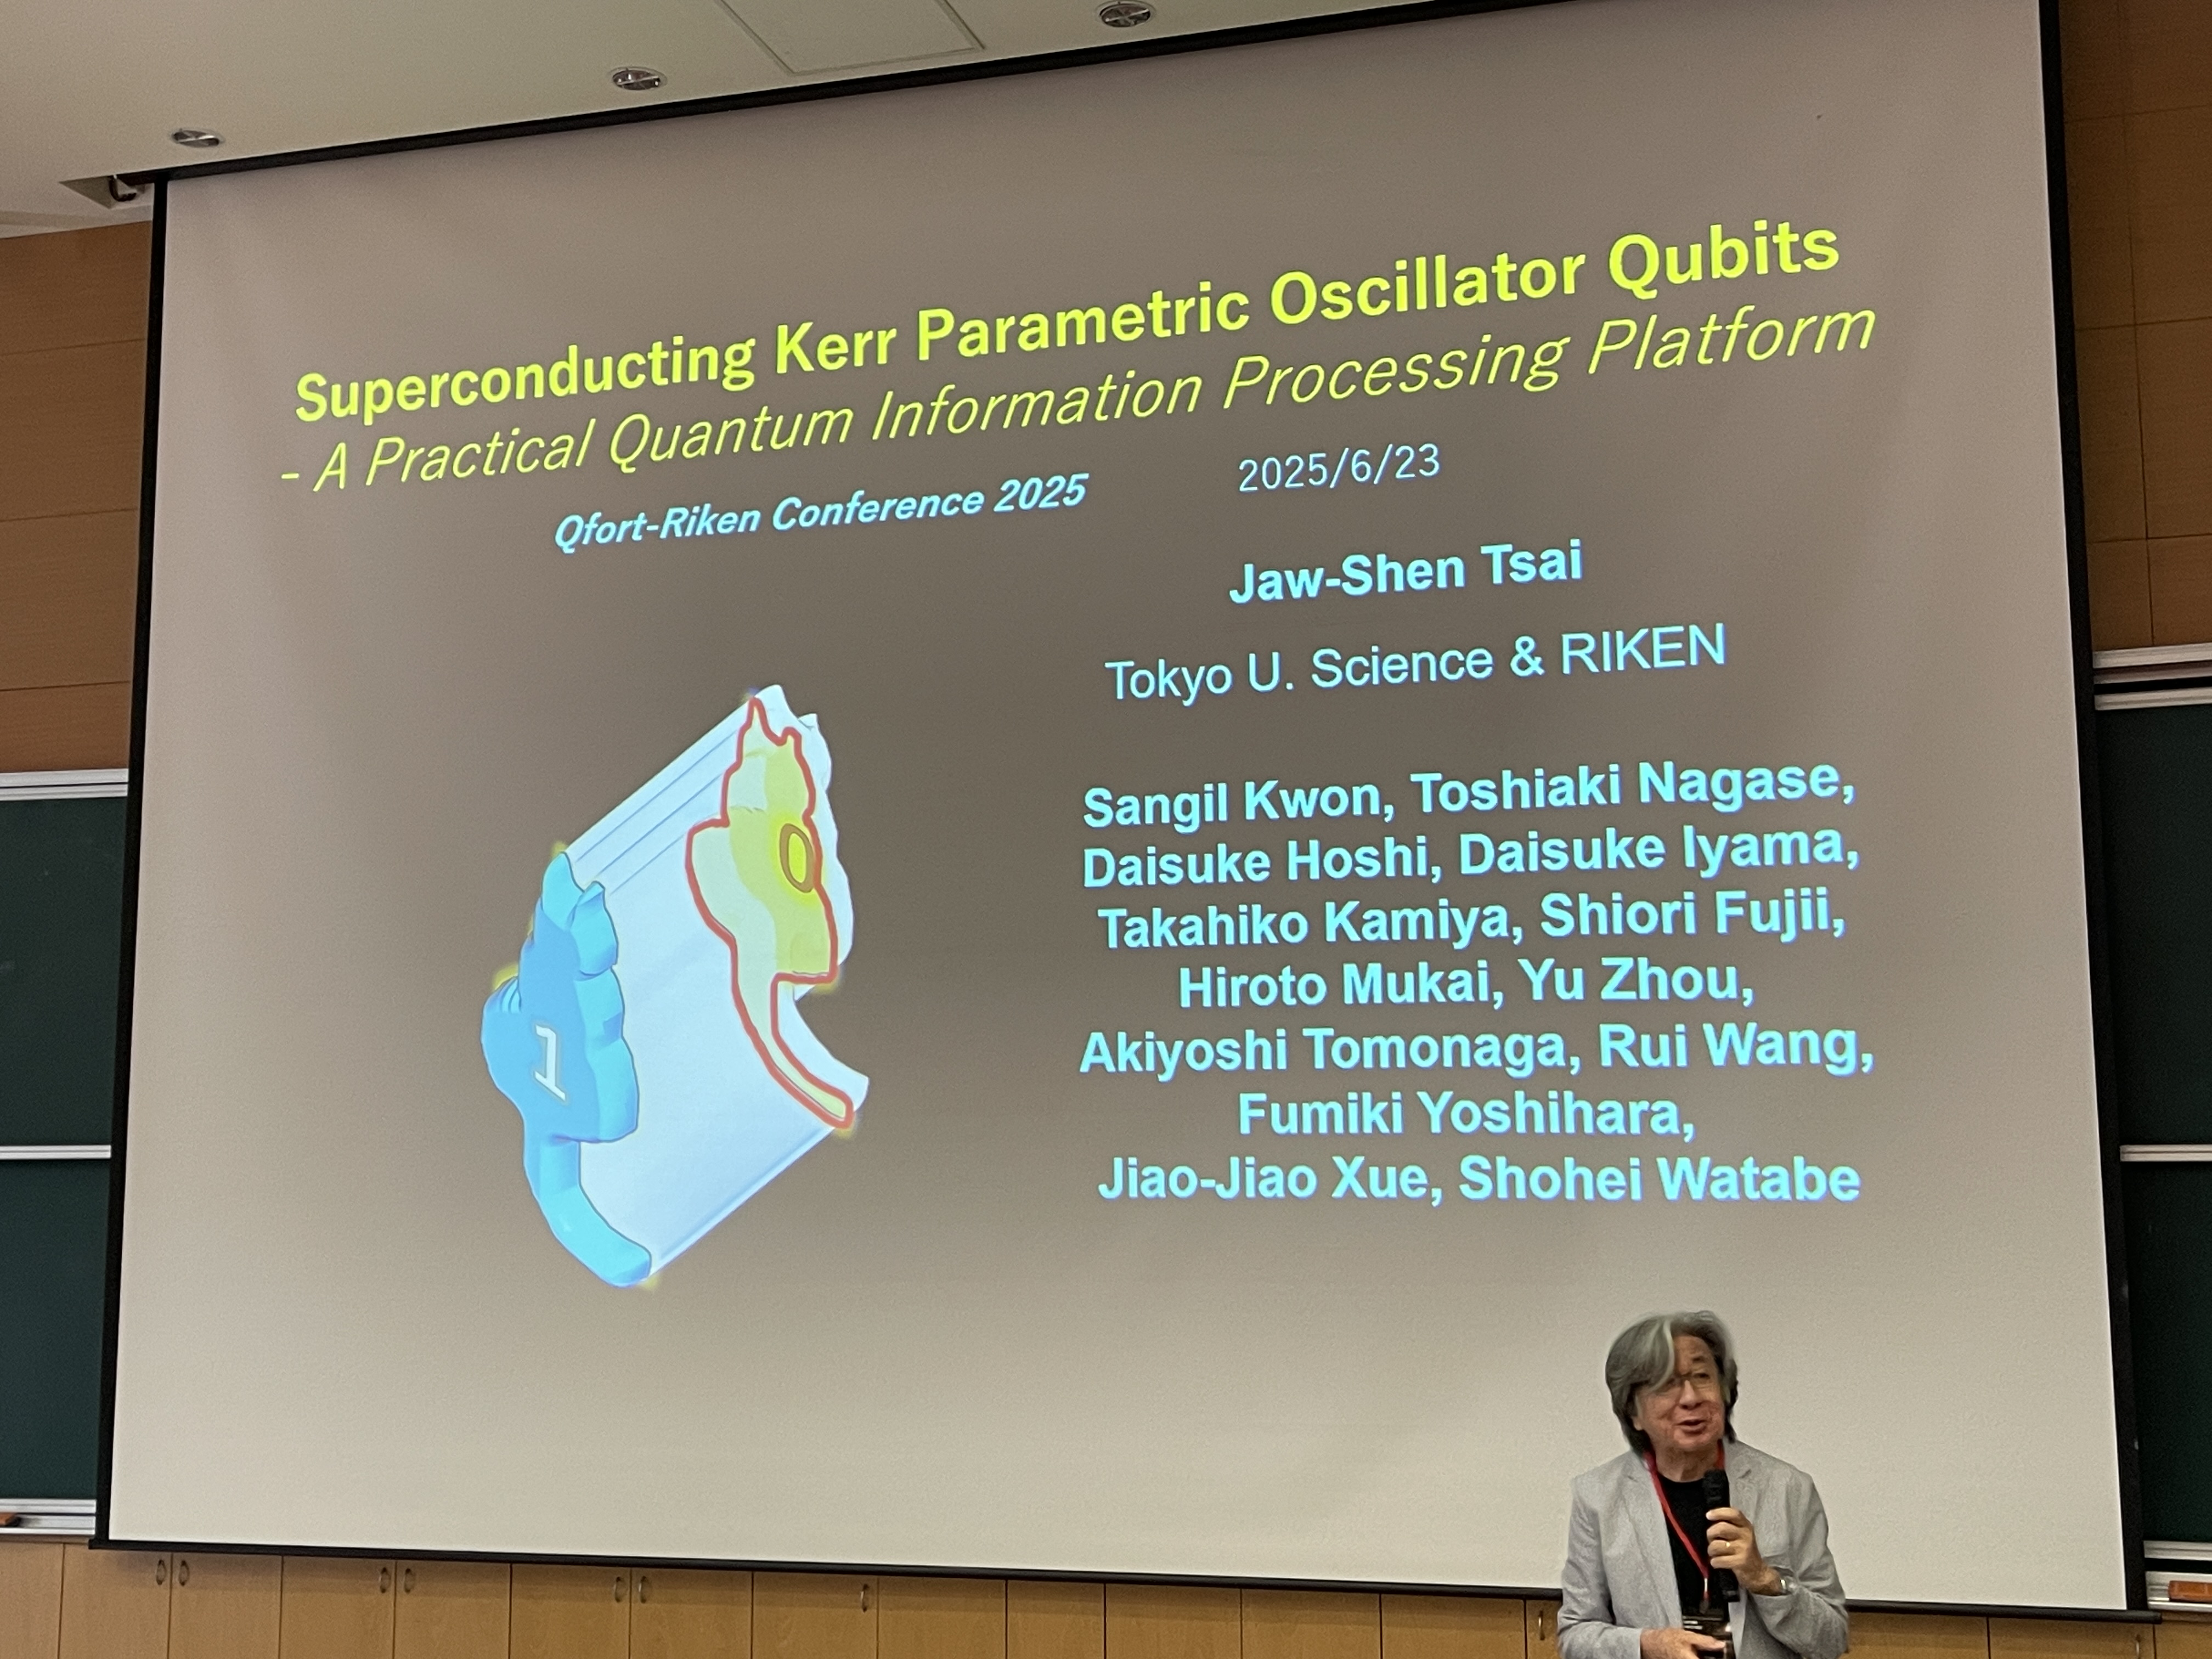 Superconducting Kerr Parametric Oscillator Qubits
- A Practical Quantum Information Processing Platform
Qfort-Riken Conference 2025
2025/6/23
Jaw-Shen Tsai
Tokyo U. Science & RIKEN
Sangil Kwon, Toshiaki Nagase,
Daisuke Hoshi, Daisuke Iyama,
Takahiko Kamiya, Shiori Fujii,
Hiroto Mukai, Yu Zhou,
Akiyoshi Tomonaga, Rui Wang,
Fumiki Yoshihara,
Jiao-Jiao Xue, Shohei Watabe
0
1